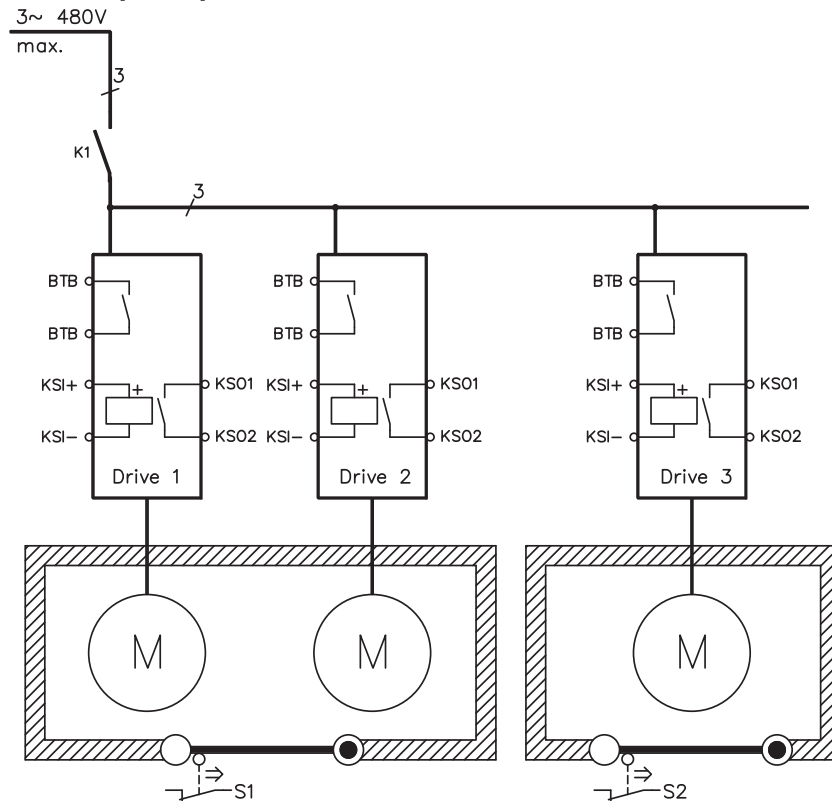 3~ 480V
max.
3
K1
3
BTB
BTB
BTB
BTB
BTB
BTB
KSI+
+
KSO1
KSI+
+
KSO1
KSI+
+
KSO1
KSI−
KSO2
KSI−
KSO2
KSI−
KSO2
Drive 1
Drive 2
Drive 3
M
M
M
S1
S2